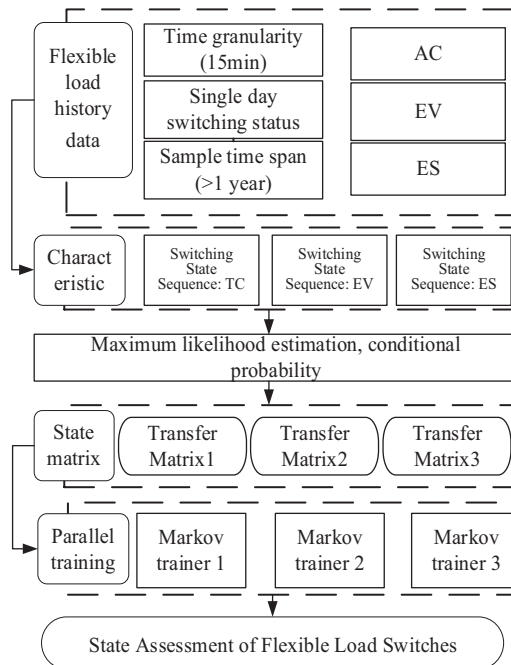 Flexible
load
history
data
Time granularity
(15min)
Single day
switching status
Sample time span
(>1 year)
AC
EV
ES
Charact
eristic
Switching
State
Sequence: TC
Switching
State
Sequence: EV
Switching
State
Sequence: ES
Maximum likelihood estimation, conditional
probability
State
matrix
Transfer
Matrix1
Transfer
Matrix2
Transfer
Matrix3
Parallel
training
Markov
trainer 1
Markov
trainer 2
Markov
trainer 3
State Assessment of Flexible Load Switches